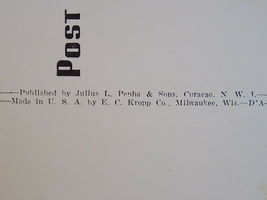 Post
—Published by Julius L. Penha & Sons, Curacao, N. W. I.—
—Made in U. S. A. by E. C. Kropp Co., Milwaukee, Wis.—D'A-